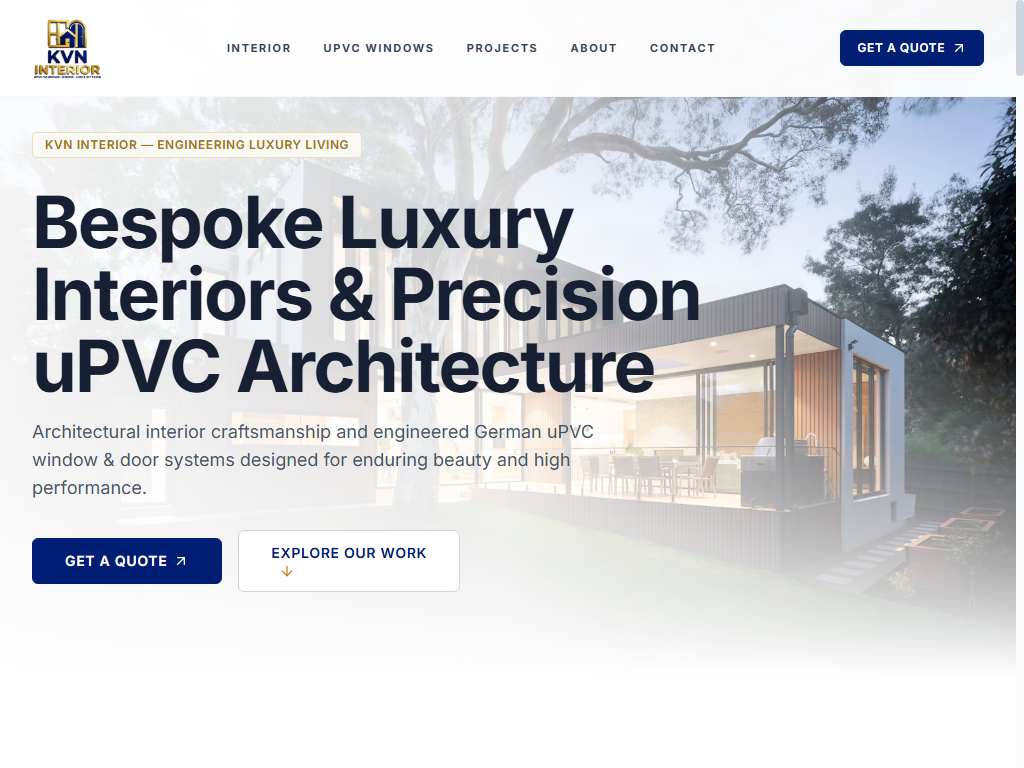 KVN
INTERIOR
INTERIOR
UPVC WINDOWS
PROJECTS
ABOUT
CONTACT
GET A QUOTE
KVN INTERIOR — ENGINEERING LUXURY LIVING
Bespoke Luxury
Interiors & Precision
uPVC Architecture
Architectural interior craftsmanship and engineered German uPVC
window & door systems designed for enduring beauty and high
performance.
GET A QUOTE
EXPLORE OUR WORK